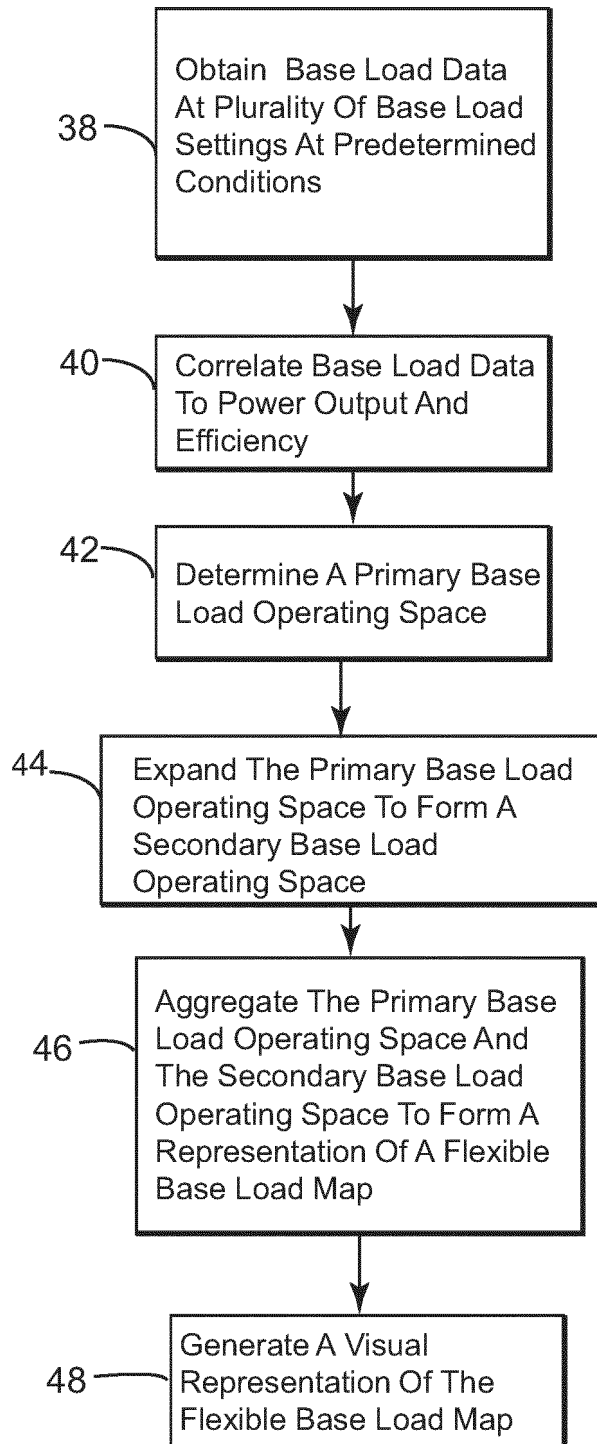 38
Obtain Base Load Data
At Plurality Of Base Load
Settings At Predetermined
Conditions
40
Correlate Base Load Data
To Power Output And
Efficiency
42
Determine A Primary Base
Load Operating Space
44
Expand The Primary Base Load
Operating Space To Form A
Secondary Base Load
Operating Space
46
Aggregate The Primary Base
Load Operating Space And
The Secondary Base Load
Operating Space To Form A
Representation Of A Flexible
Base Load Map
48
Generate A Visual
Representation Of The
Flexible Base Load Map